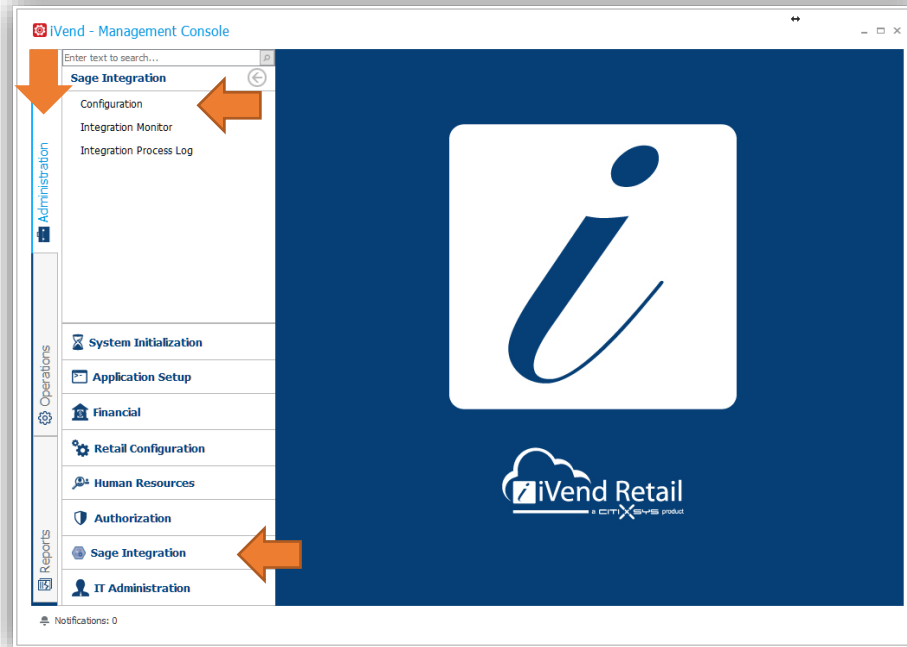 iVend - Management Console
Enter text to search...
Sage Integration
Configuration
Integration Monitor
Integration Process Log
Administration
Operations
Reports
System Initialization
Application Setup
Financial
Retail Configuration
Human Resources
Authorization
Sage Integration
IT Administration
i
iVend Retail
a CITIXSYS product
Notifications: 0